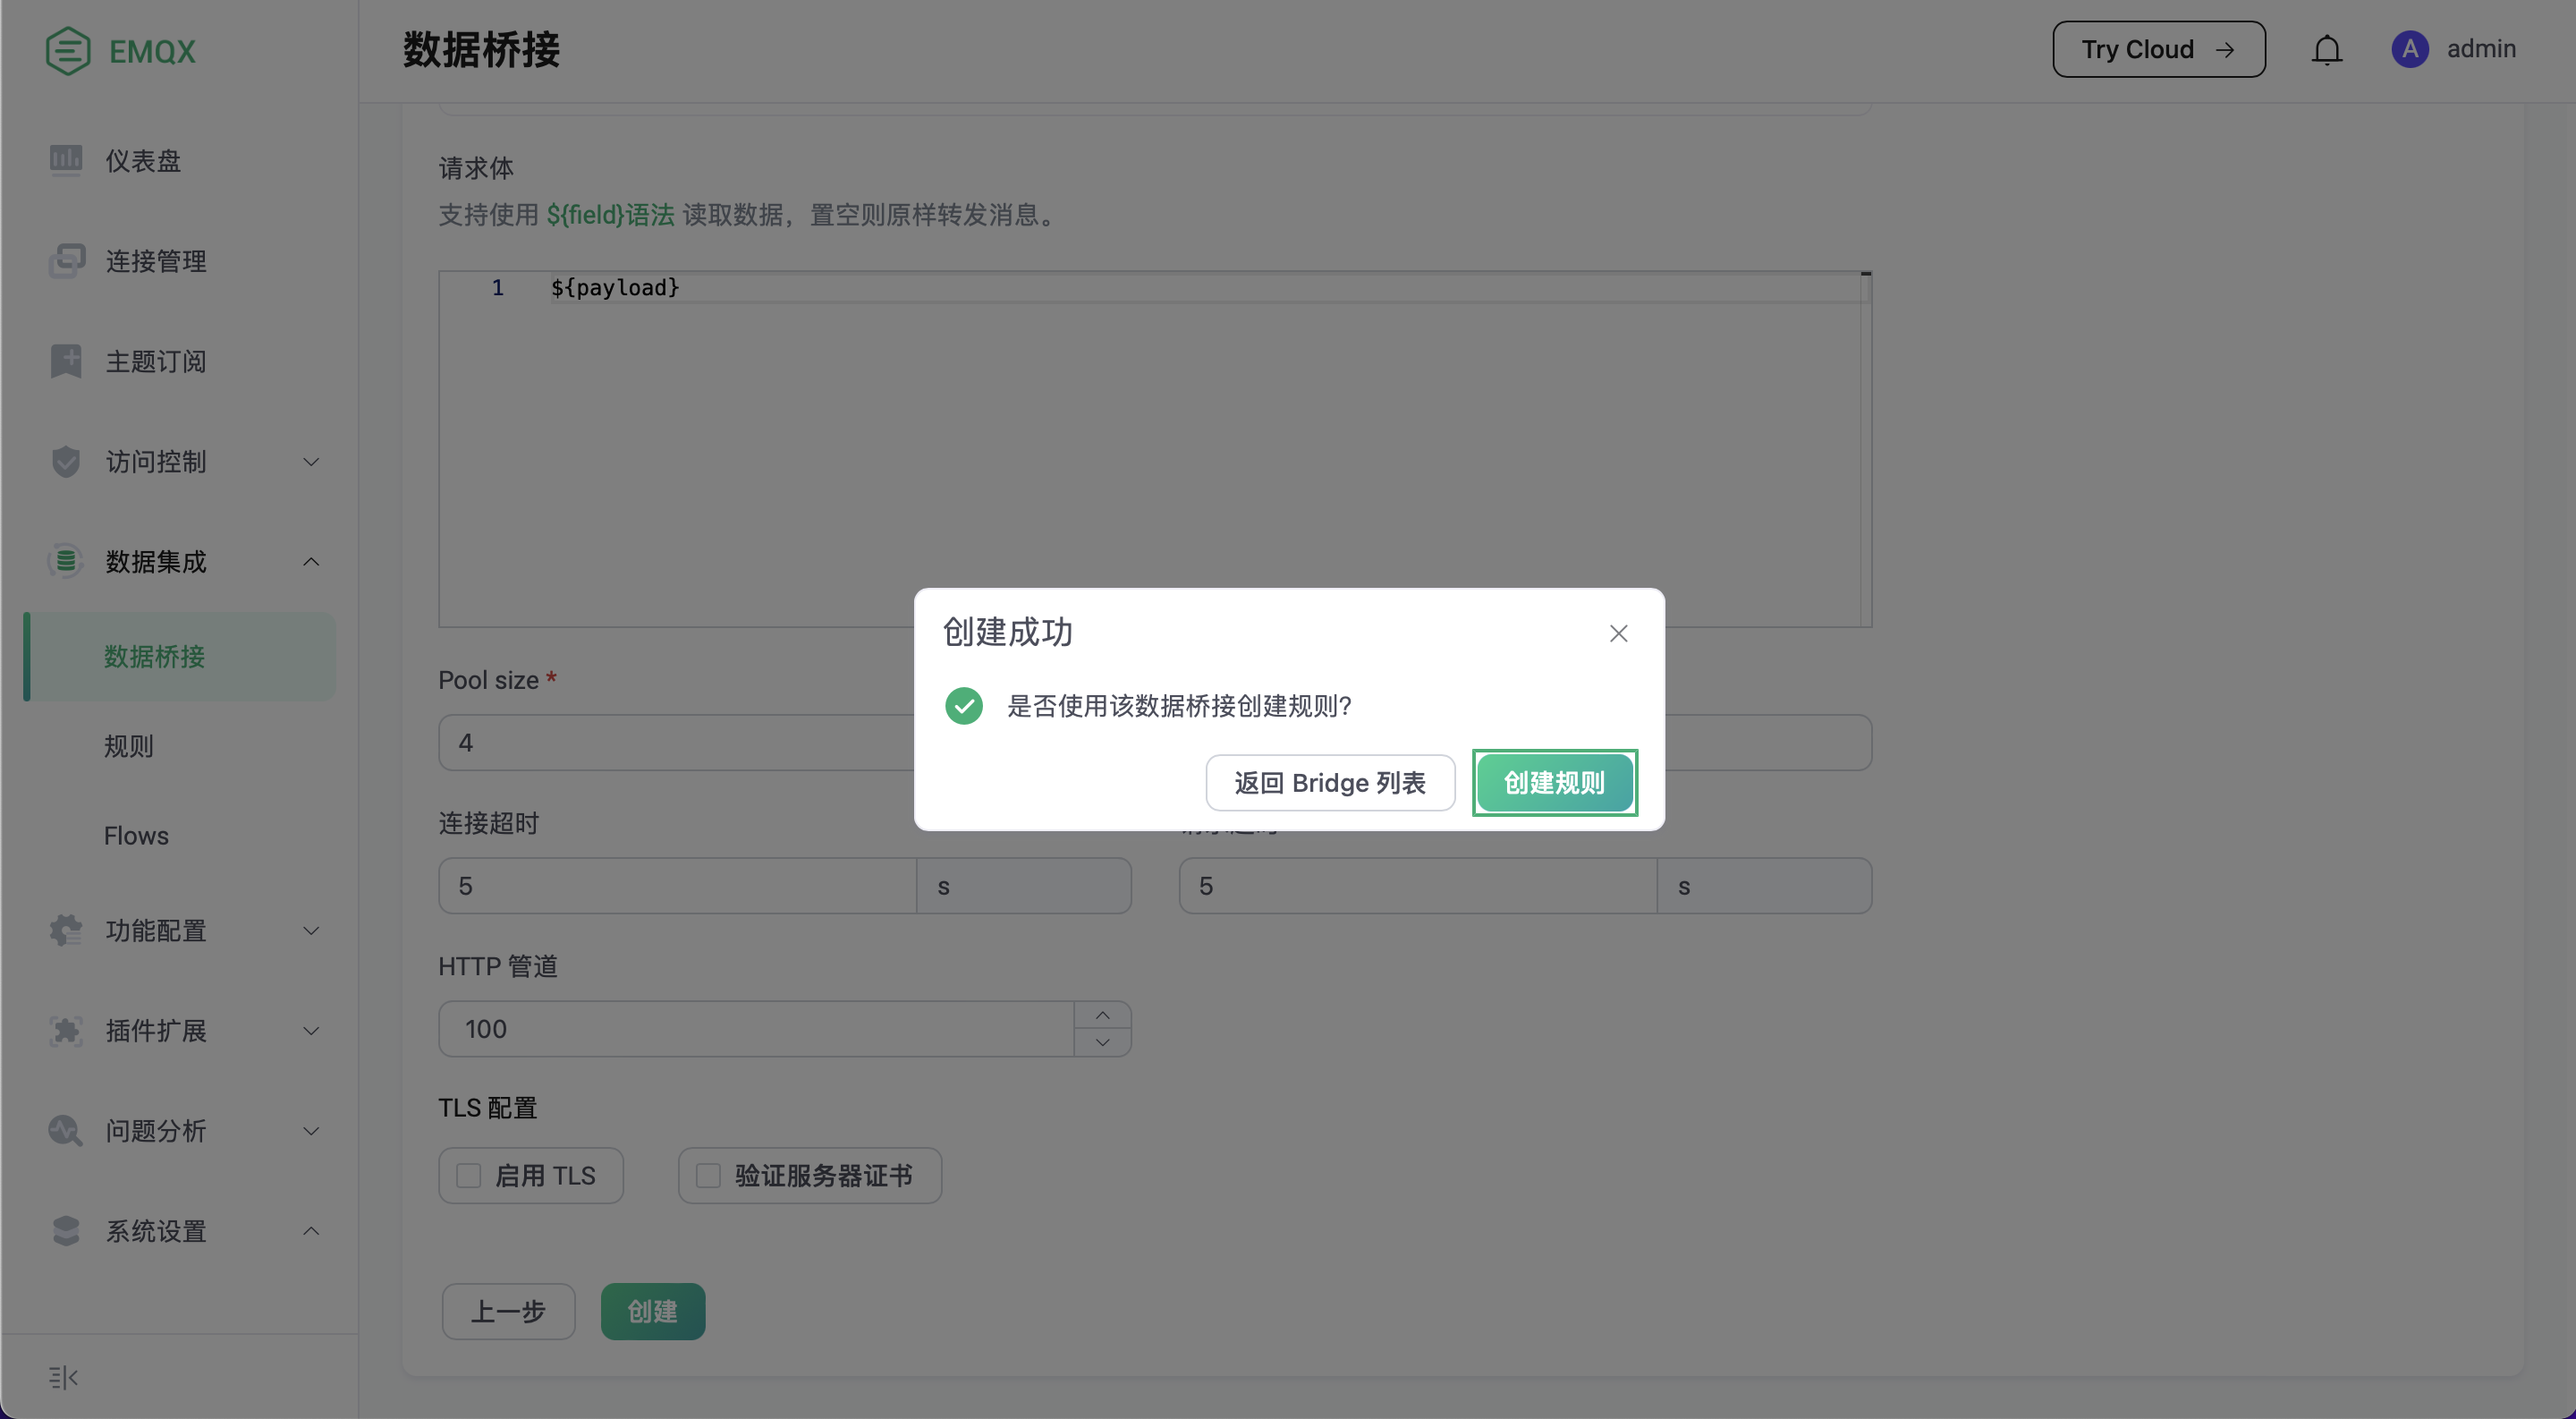 EMQX
数据桥接
Try Cloud →
A admin
仪表盘
连接管理
主题订阅
访问控制
数据集成
数据桥接
规则
Flows
功能配置
插件扩展
问题分析
系统设置
请求体
支持使用 ${field}语法 读取数据，置空则原样转发消息。
1 ${payload}
创建成功
是否使用该数据桥接创建规则?
返回 Bridge 列表
创建规则
Pool size *
4
连接超时
5 s
5 s
HTTP 管道
100
TLS 配置
启用 TLS
验证服务器证书
上一步
创建